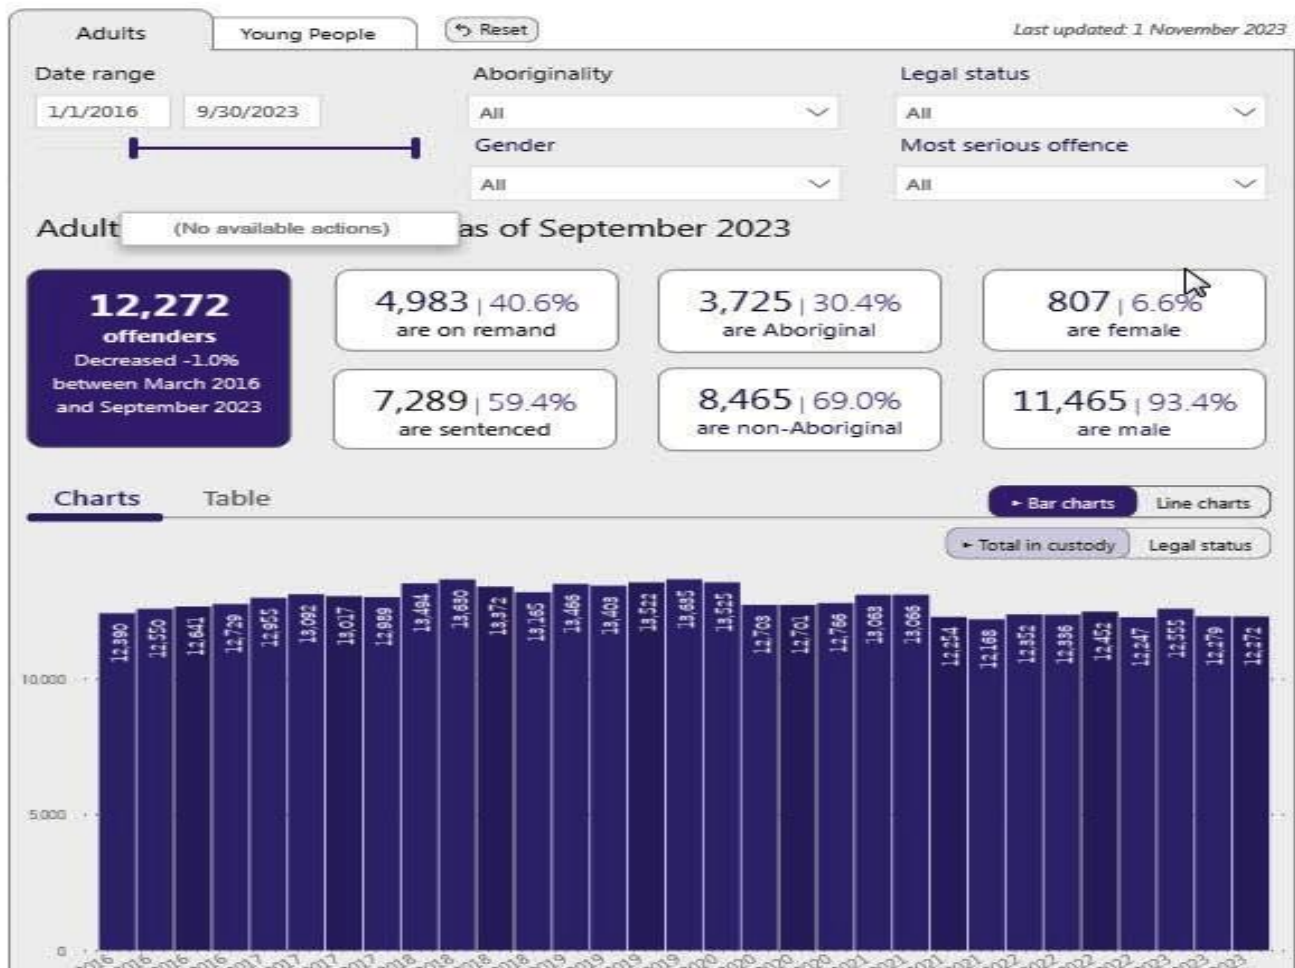 Adults Young People Reset Last updated: 1 November 2023
Date range Aboriginality Legal status
1/1/2016 9/30/2023 All All
Gender Most serious offence
All All
Adult (No available actions) as of September 2023
12,272
offenders
Decreased -1.0%
between March 2016
and September 2023
4,983 | 40.6%
are on remand
3,725 | 30.4%
are Aboriginal
807 | 6.6%
are female
7,289 | 59.4%
are sentenced
8,465 | 69.0%
are non-Aboriginal
11,465 | 93.4%
are male
Charts Table Bar charts Line charts
Total in custody Legal status
12,390 12,550 12,641 12,729 12,955 13,092 13,017 12,989 13,494 13,630 13,372 13,165 13,466 13,403 13,522 13,635 13,525 12,703 12,701 12,766 13,063 13,066 12,254 12,168 12,352 12,336 12,452 12,247 12,555 12,279 12,272
10,000
5,000
0